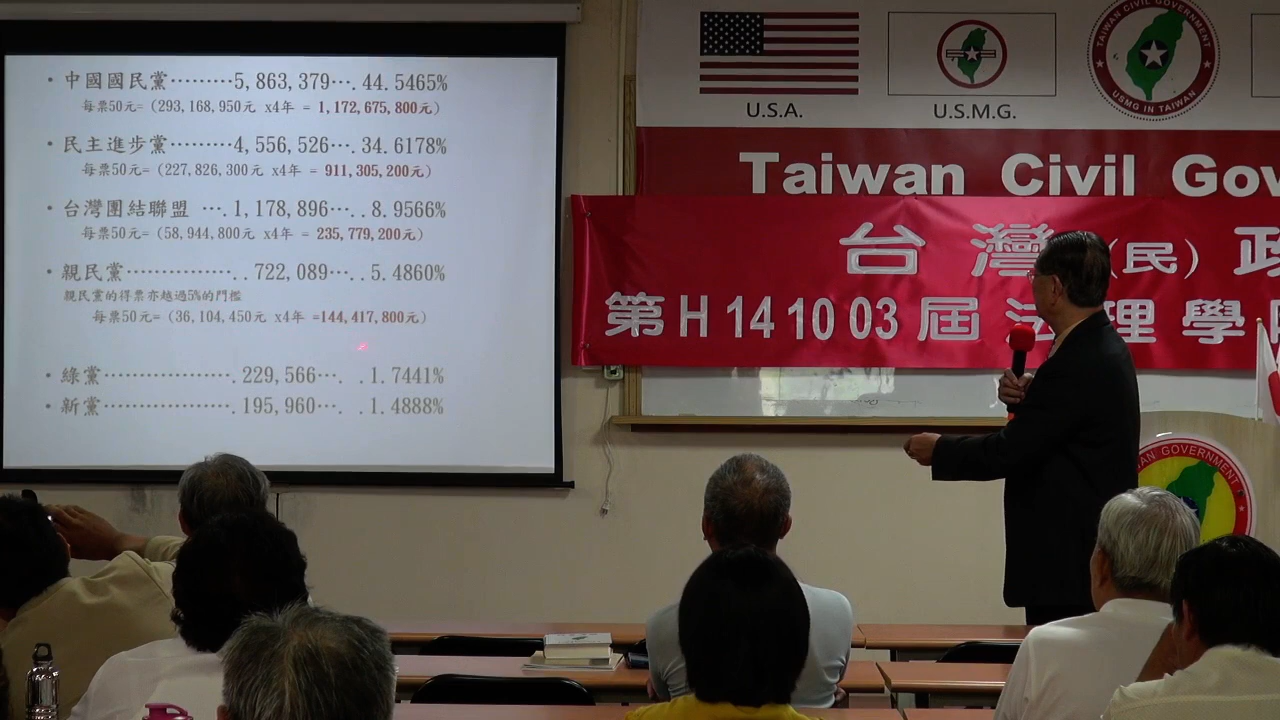 • 中國國民黨………5,863,379….44.5465%
每票50元= (293,168,950元 x4年 = 1,172,675,800元)
• 民主進步黨………4,556,526….34.6178%
每票50元= (227,826,300元 x4年 = 911,305,200元)
• 台灣團結聯盟 ….1,178,896…..8.9566%
每票50元= (58,944,800元 x4年 = 235,779,200元)
• 親民黨……………..722,089…..5.4860%
親民黨的得票亦越過5%的門檻
每票50元= (36,104,450元 x4年 =144,417,800元)
• 綠黨……………….229,566…. .1.7441%
• 新黨……………….195,960…. .1.4888%
U.S.A.
U.S.M.G.
TAIWAN CIVIL GOVERNMENT
USMG IN TAIWAN
Taiwan Civil Gov
台灣(民)政
第H 14 10 03 屆法理學
AN GOVERNMENT